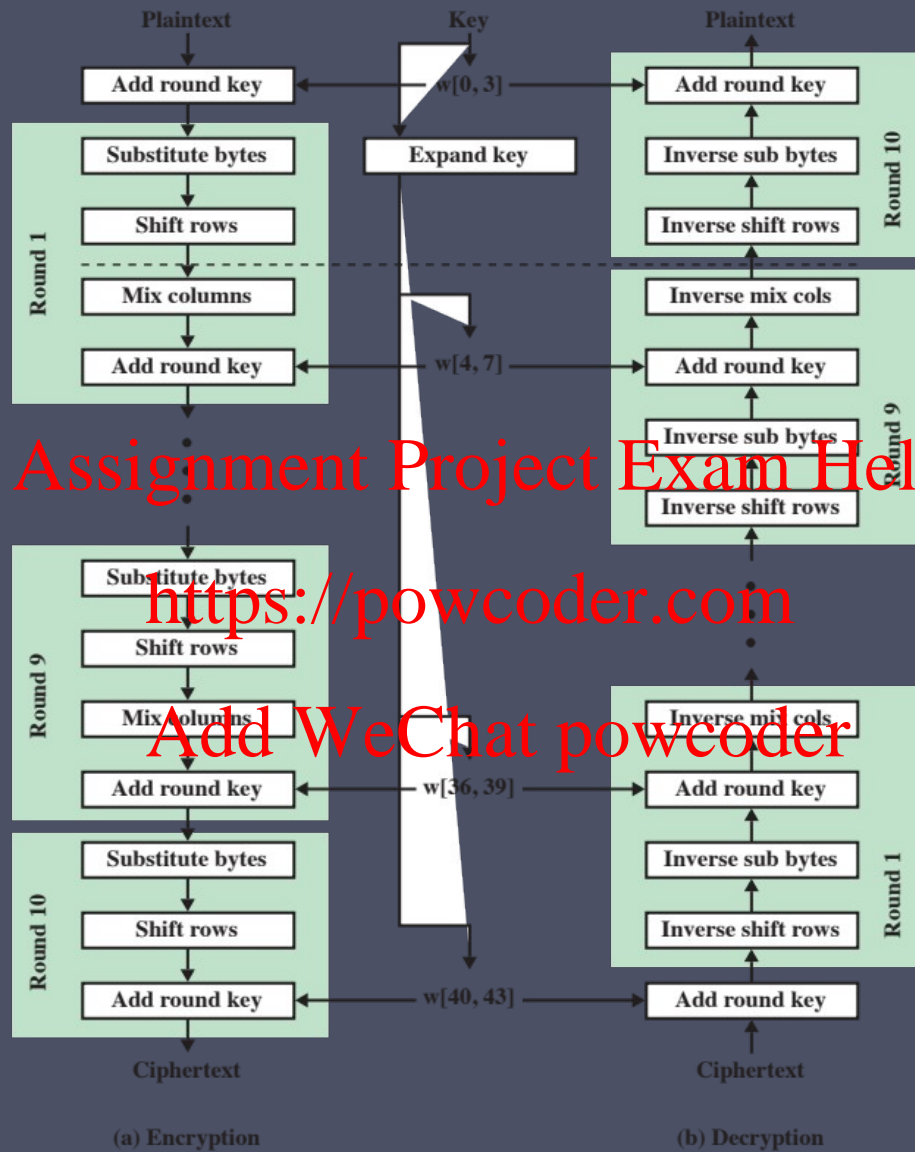 Plaintext
Key
Plaintext
Add round key
w[0, 3]
Add round key
Substitute bytes
Expand key
Inverse sub bytes
Round 10
Shift rows
Inverse shift rows
Round 1
Mix columns
Inverse mix cols
Add round key
w[4, 7]
Add round key
Inverse sub bytes
Round 9
Assignment Project Exam Hel
Inverse shift rows
Substitute bytes
https://powcoder.com
Shift rows
Round 9
Mix columns
Inverse mix cols
Add WeChat powcoder
Add round key
w[36, 39]
Add round key
Substitute bytes
Inverse sub bytes
Round 1
Round 10
Shift rows
Inverse shift rows
Add round key
w[40, 43]
Add round key
Ciphertext
Ciphertext
(a) Encryption
(b) Decryption